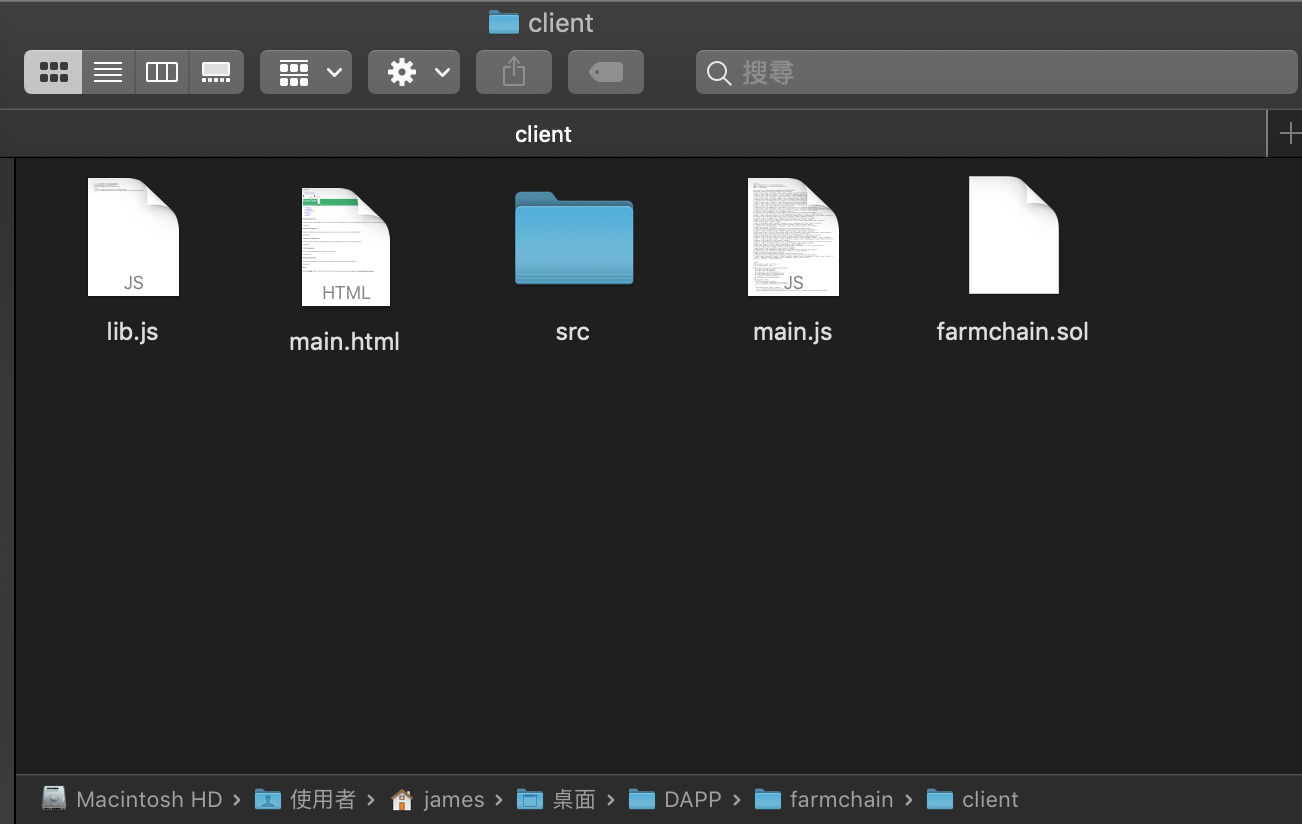 client
搜尋
client
JS
lib.js
HTML
main.html
src
JS
main.js
farmchain.sol
Macintosh HD › 使用者 › james › 桌面 › DAPP › farmchain › client